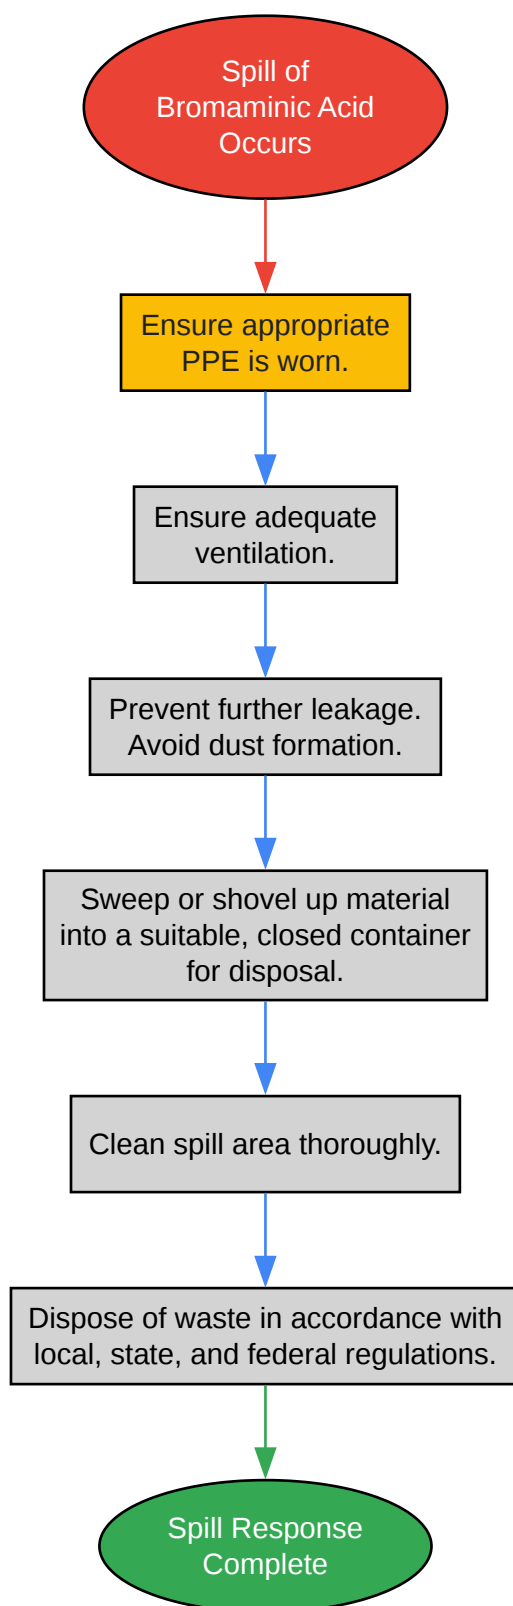 Spill of
Bromaminic Acid
Occurs
Ensure appropriate
PPE is worn.
Ensure adequate
ventilation.
Prevent further leakage.
Avoid dust formation.
Sweep or shovel up material
into a suitable, closed container
for disposal.
Clean spill area thoroughly.
Dispose of waste in accordance with
local, state, and federal regulations.
Spill Response
Complete